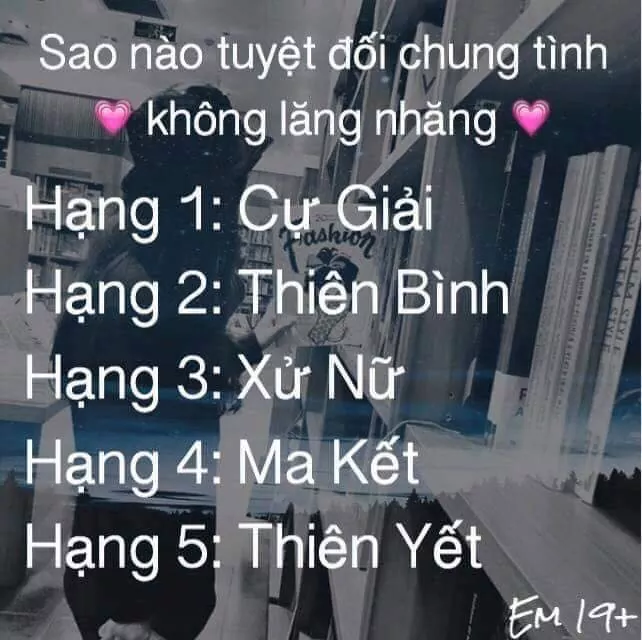 Sao nào tuyệt đối chung tình
💗 không lăng nhăng 💗
Hạng 1: Cự Giải
Hạng 2: Thiên Bình
Hạng 3: Xử Nữ
Hạng 4: Ma Kết
Hạng 5: Thiên Yết
Fashion
EM 19+